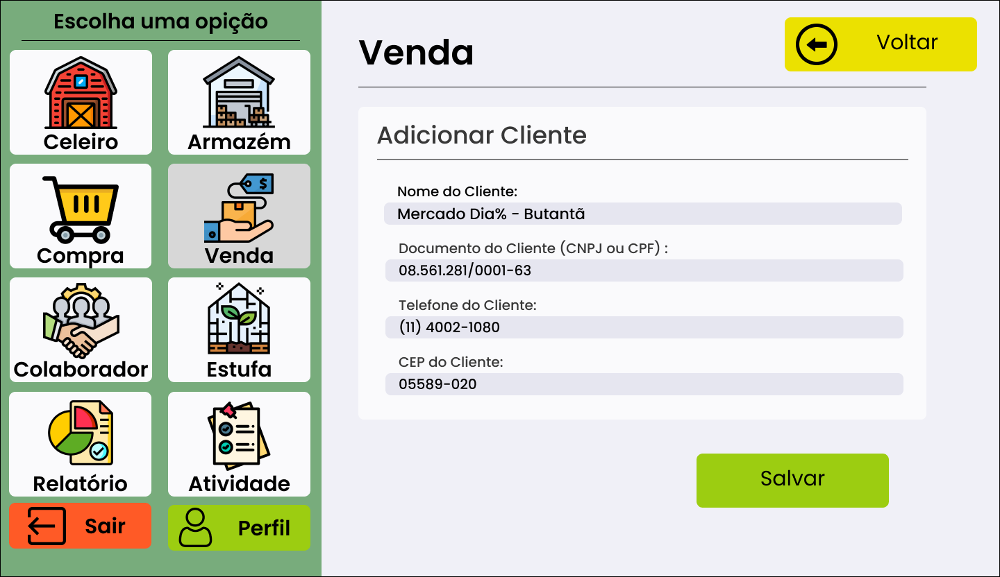 Escolha uma opição
Celeiro
Armazém
Compra
Venda
Colaborador
Estufa
Relatório
Atividade
Sair
Perfil
Venda
Voltar
Adicionar Cliente
Nome do Cliente:
Mercado Dia% - Butantã
Documento do Cliente (CNPJ ou CPF) :
08.561.281/0001-63
Telefone do Cliente:
(11) 4002-1080
CEP do Cliente:
05589-020
Salvar